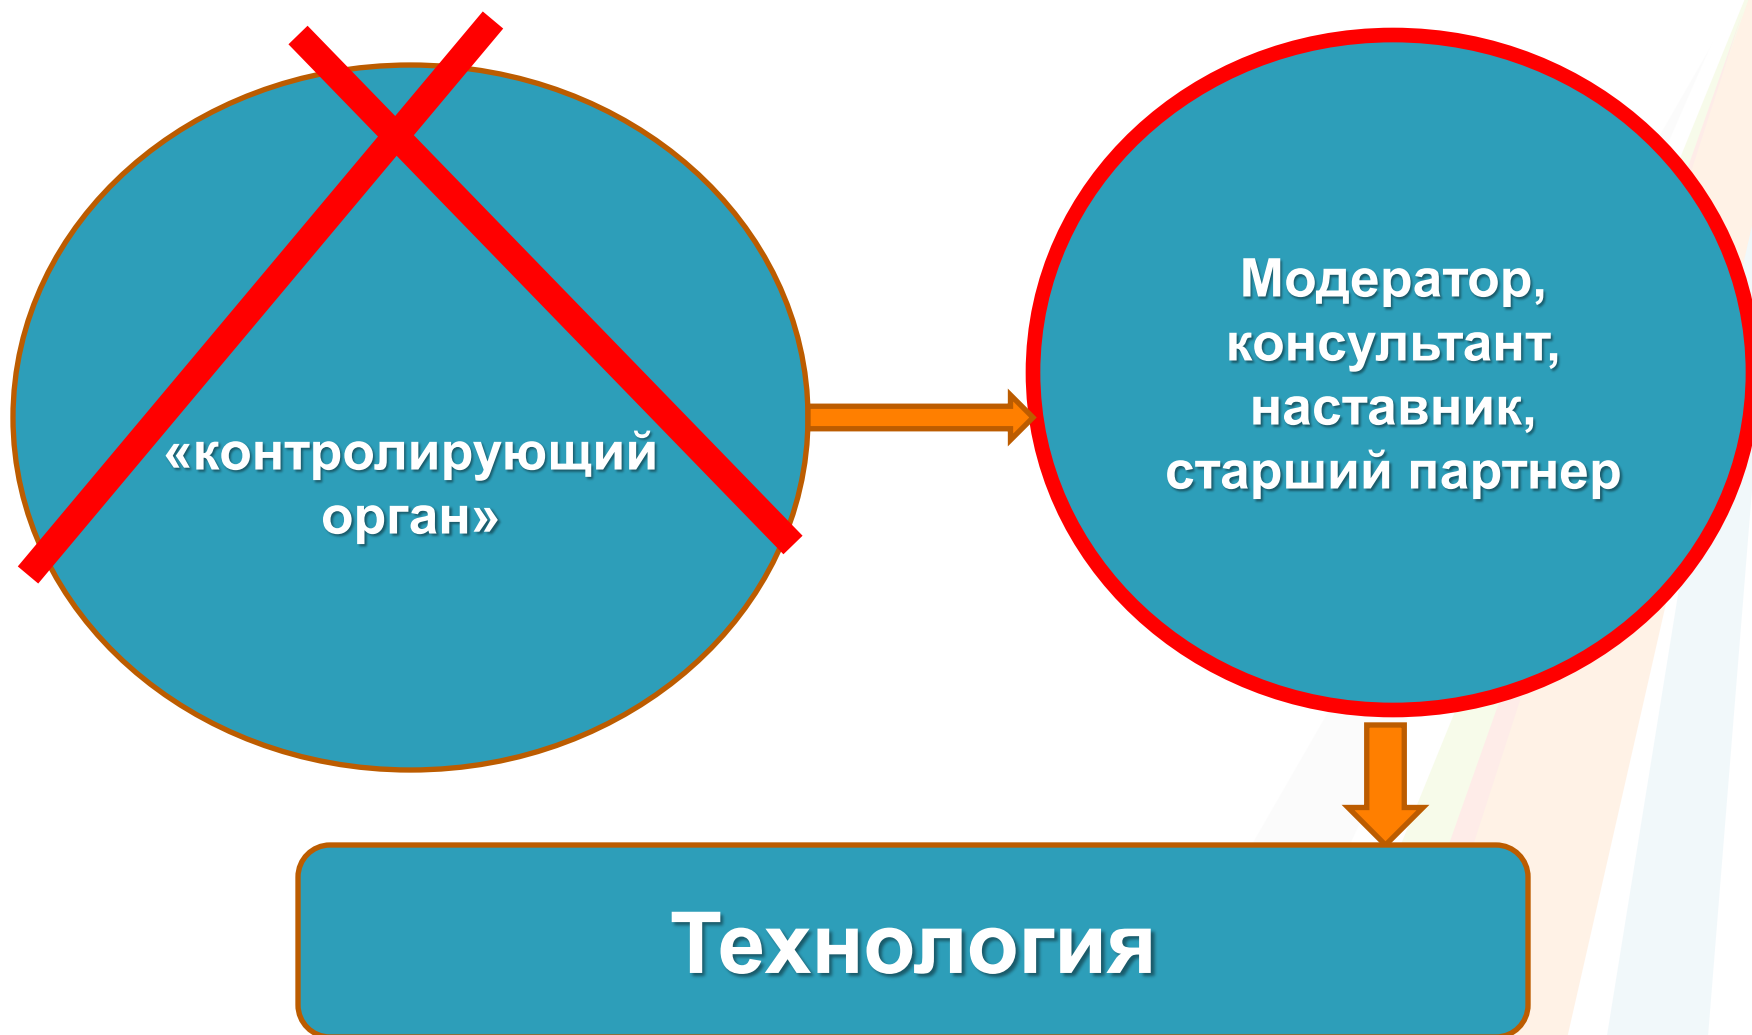 «контролирующий
орган»
Модератор,
консультант,
наставник,
старший партнер
Технология